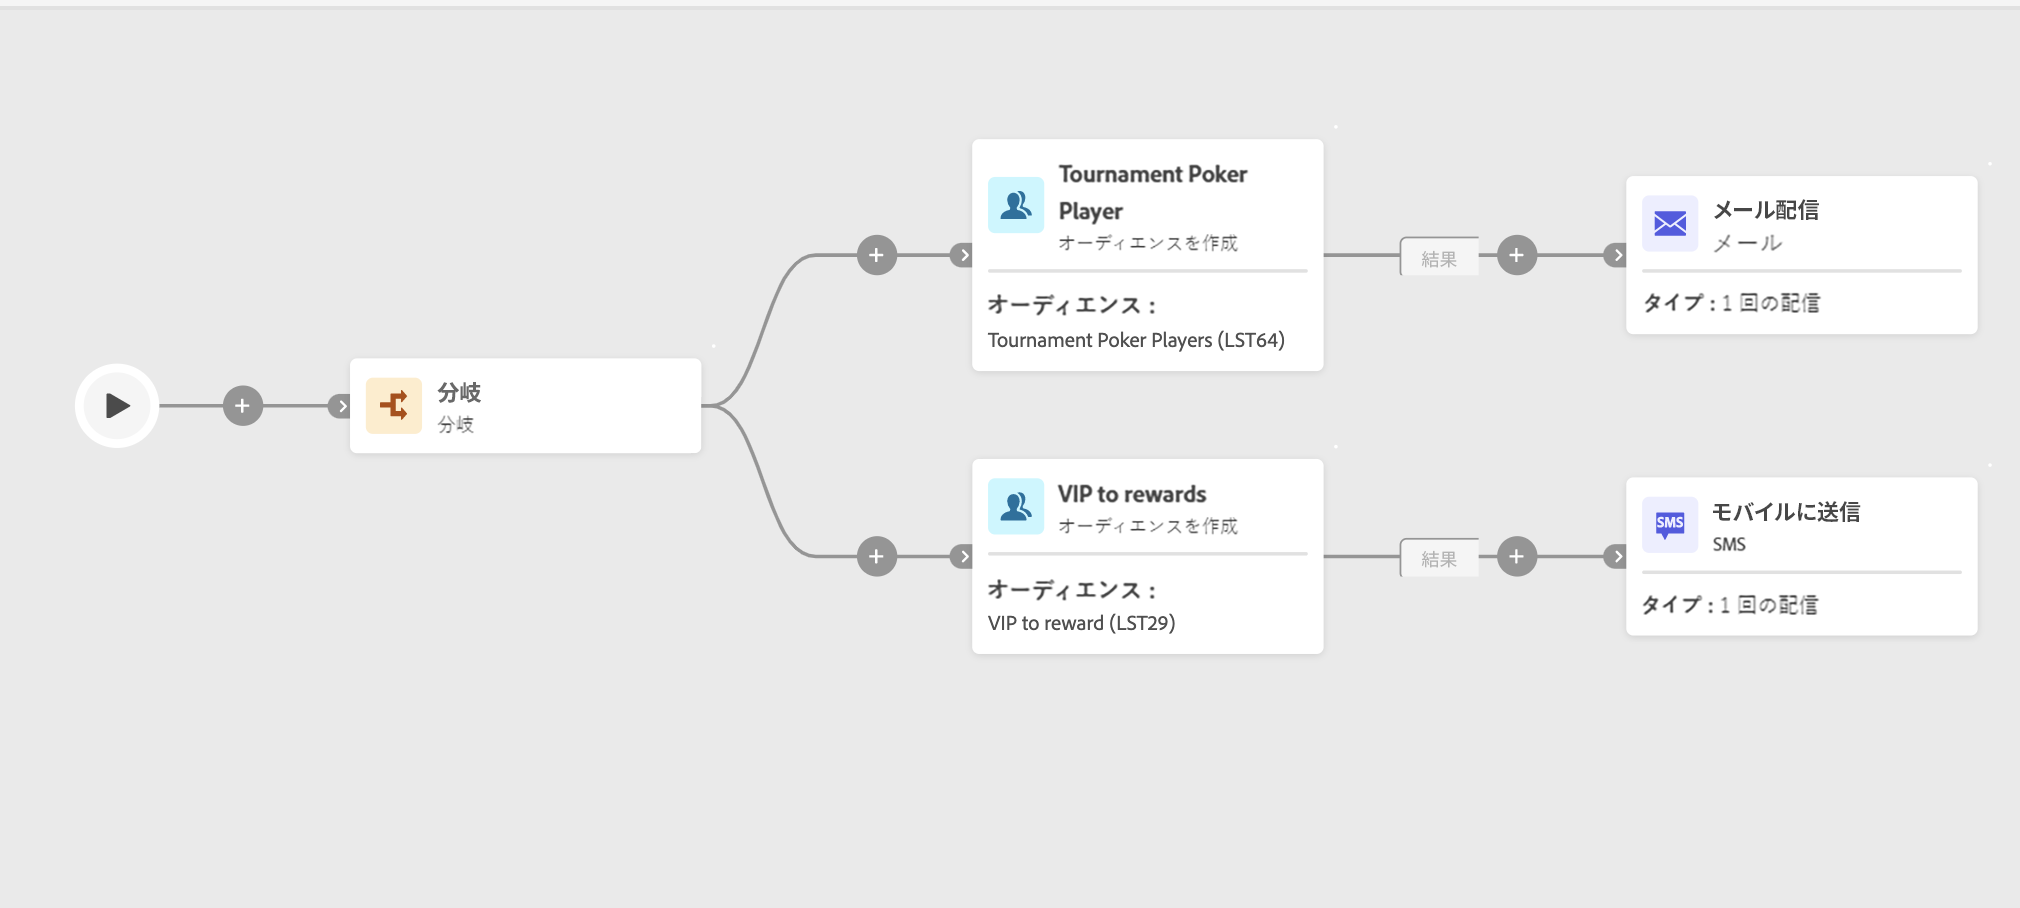 分岐
分岐
Tournament Poker
Player
オーディエンスを作成
オーディエンス :
Tournament Poker Players (LST64)
結果
メール配信
メール
タイプ : 1 回の配信
VIP to rewards
オーディエンスを作成
オーディエンス :
VIP to reward (LST29)
結果
SMS
モバイルに送信
SMS
タイプ : 1 回の配信